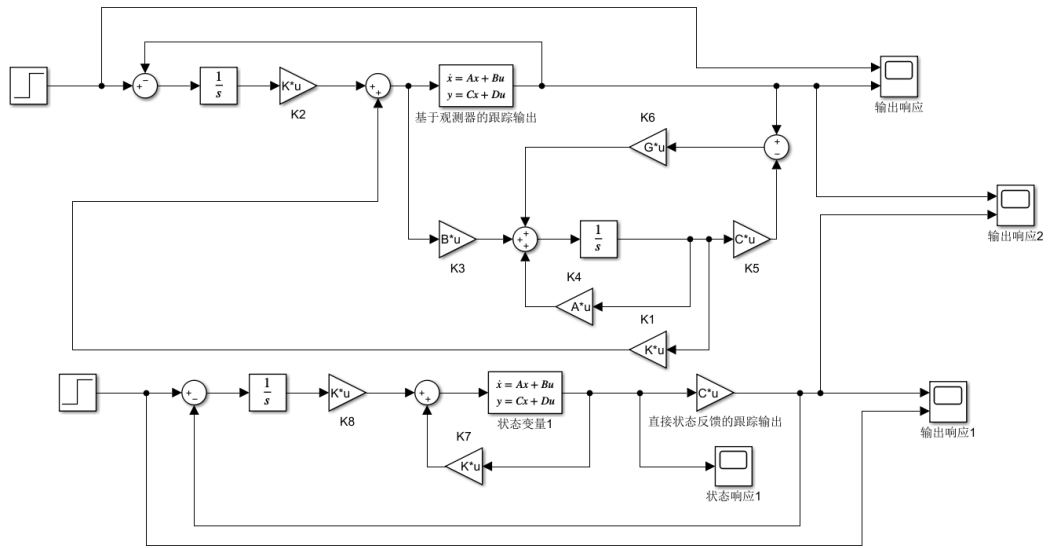 1
s
K*u
K2
ẋ = Ax + Bu
y = Cx + Du
基于观测器的跟踪输出
输出响应
K6
G*u
输出响应2
B*u
K3
1
s
C*u
K5
K4
A*u
K1
K*u
1
s
K*u
K8
ẋ = Ax + Bu
y = Cx + Du
状态变量1
C*u
直接状态反馈的跟踪输出
输出响应1
K7
K*u
状态响应1